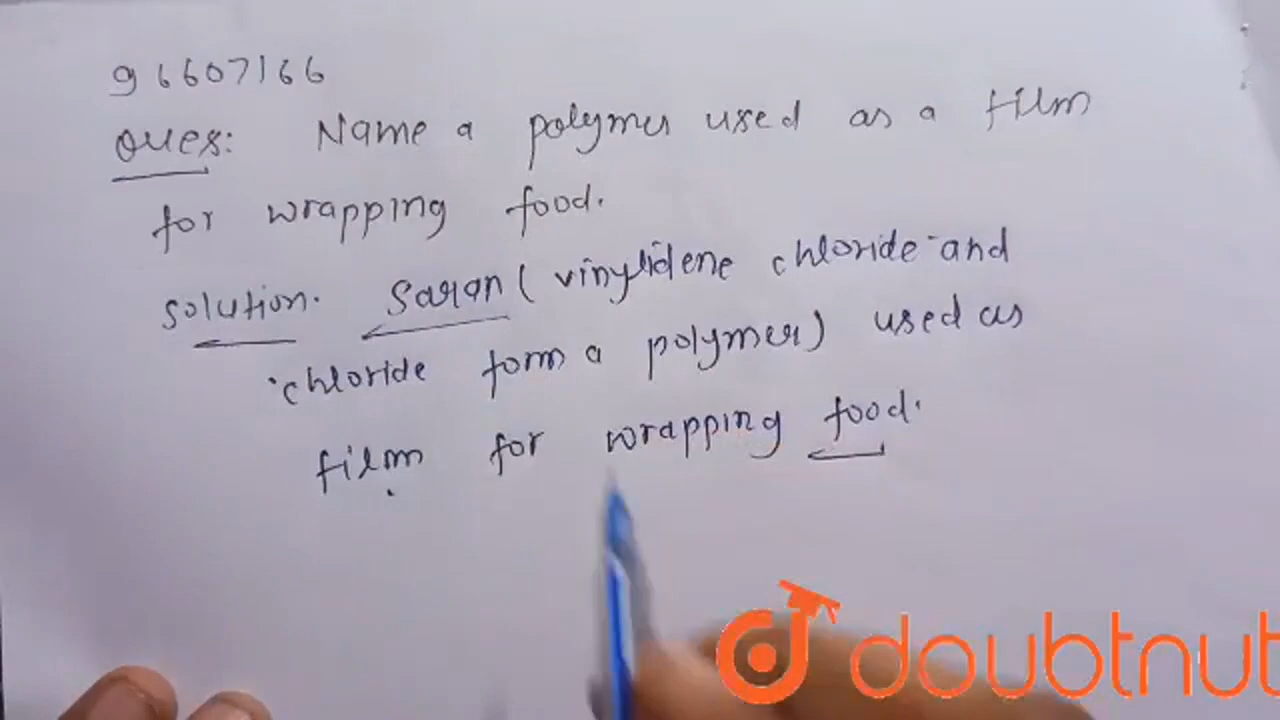 96607166
Ques: Name a polymer used as a film
for wrapping food.
Solution. Saran ( vinylidene chloride and
chloride form a polymer) used as
film for wrapping food.
doubtnut